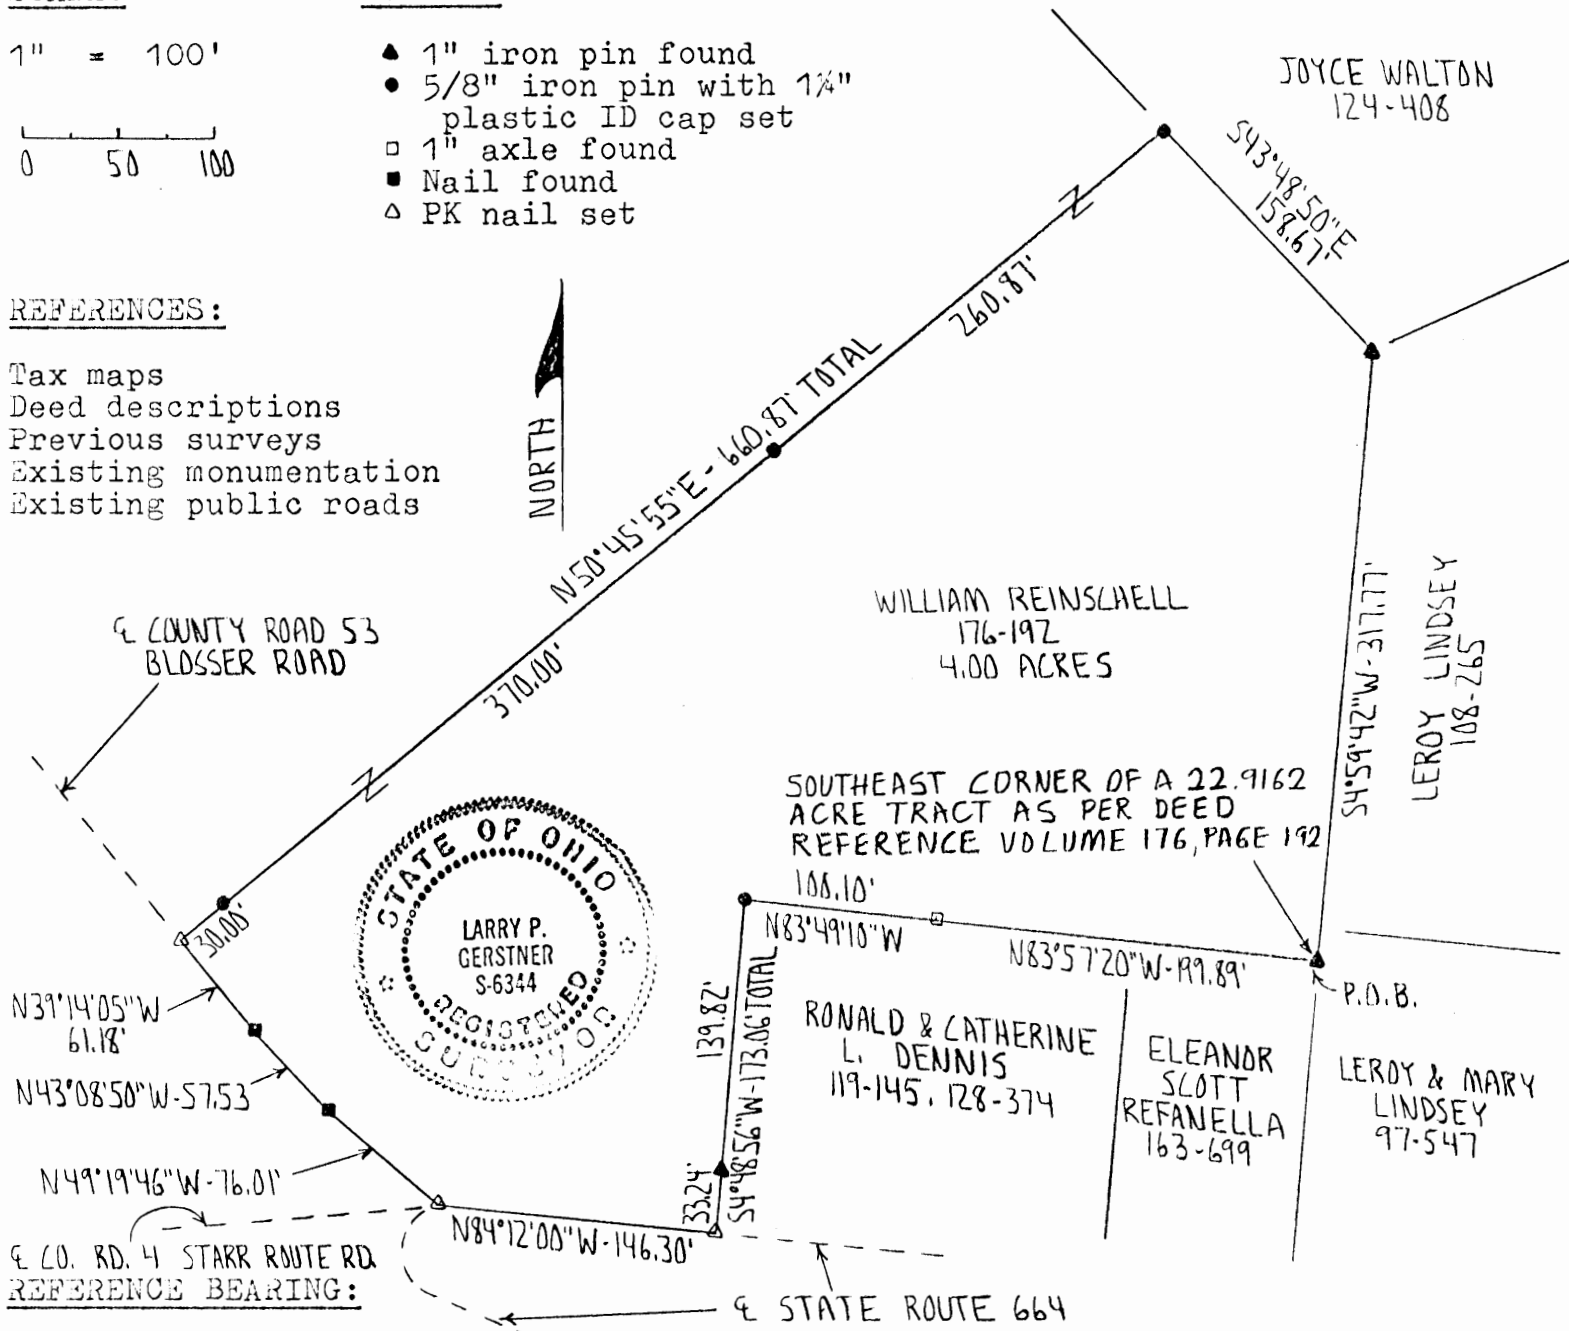 1" = 100'
0 50 100
1" iron pin found
5/8" iron pin with 1¼"
plastic ID cap set
1" axle found
Nail found
PK nail set
JOYCE WALTON
124-408
S43°48'50"E
158.67'
REFERENCES:
Tax maps
Deed descriptions
Previous surveys
Existing monumentation
Existing public roads
NORTH
260.87'
N50°45'55"E - 660.87' TOTAL
370.00'
30.00'
℄ COUNTY ROAD 53
BLOSSER ROAD
WILLIAM REINSCHELL
176-192
4.00 ACRES
S4°59'42"W-317.77'
LEROY LINDSEY
108-265
SOUTHEAST CORNER OF A 22.9162
ACRE TRACT AS PER DEED
REFERENCE VOLUME 176, PAGE 192
STATE OF OHIO
LARRY P.
GERSTNER
S-6344
REGISTERED
SURVEYOR
100.10'
N83°49'10"W
N83°57'20"W-199.89'
P.O.B.
139.82'
33.24'
S4°48'56"W-173.06' TOTAL
RONALD & CATHERINE
L. DENNIS
119-145, 128-374
ELEANOR
SCOTT
REFANELLA
163-699
LEROY & MARY
LINDSEY
97-547
N39°14'05"W
61.18'
N43°08'50"W-57.53
N49°19'46"W-76.01'
N84°12'00"W-146.30'
℄ CO. RD. 4 STARR ROUTE RD.
REFERENCE BEARING:
℄ STATE ROUTE 664